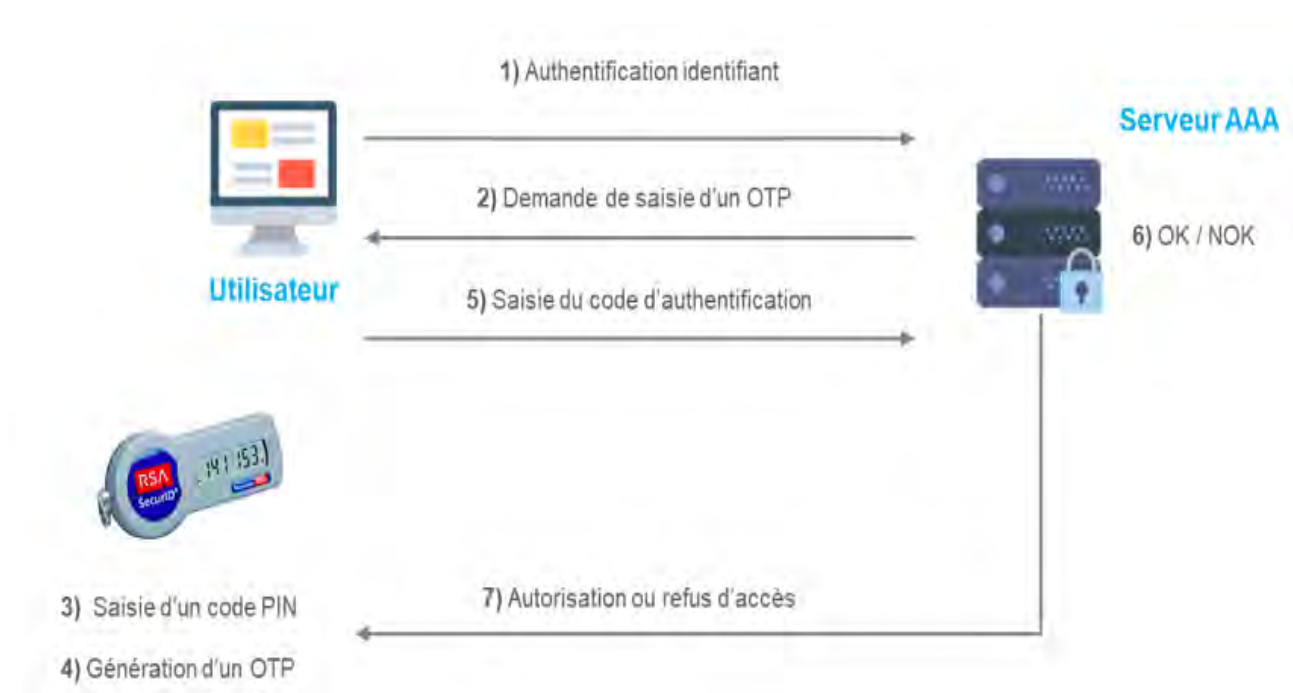 1) Authentification identifiant
Serveur AAA
2) Demande de saisie d'un OTP
6) OK / NOK
Utilisateur
5) Saisie du code d'authentification
141 153
RSA
SecurID
3) Saisie d'un code PIN
7) Autorisation ou refus d'accès
4) Génération d'un OTP